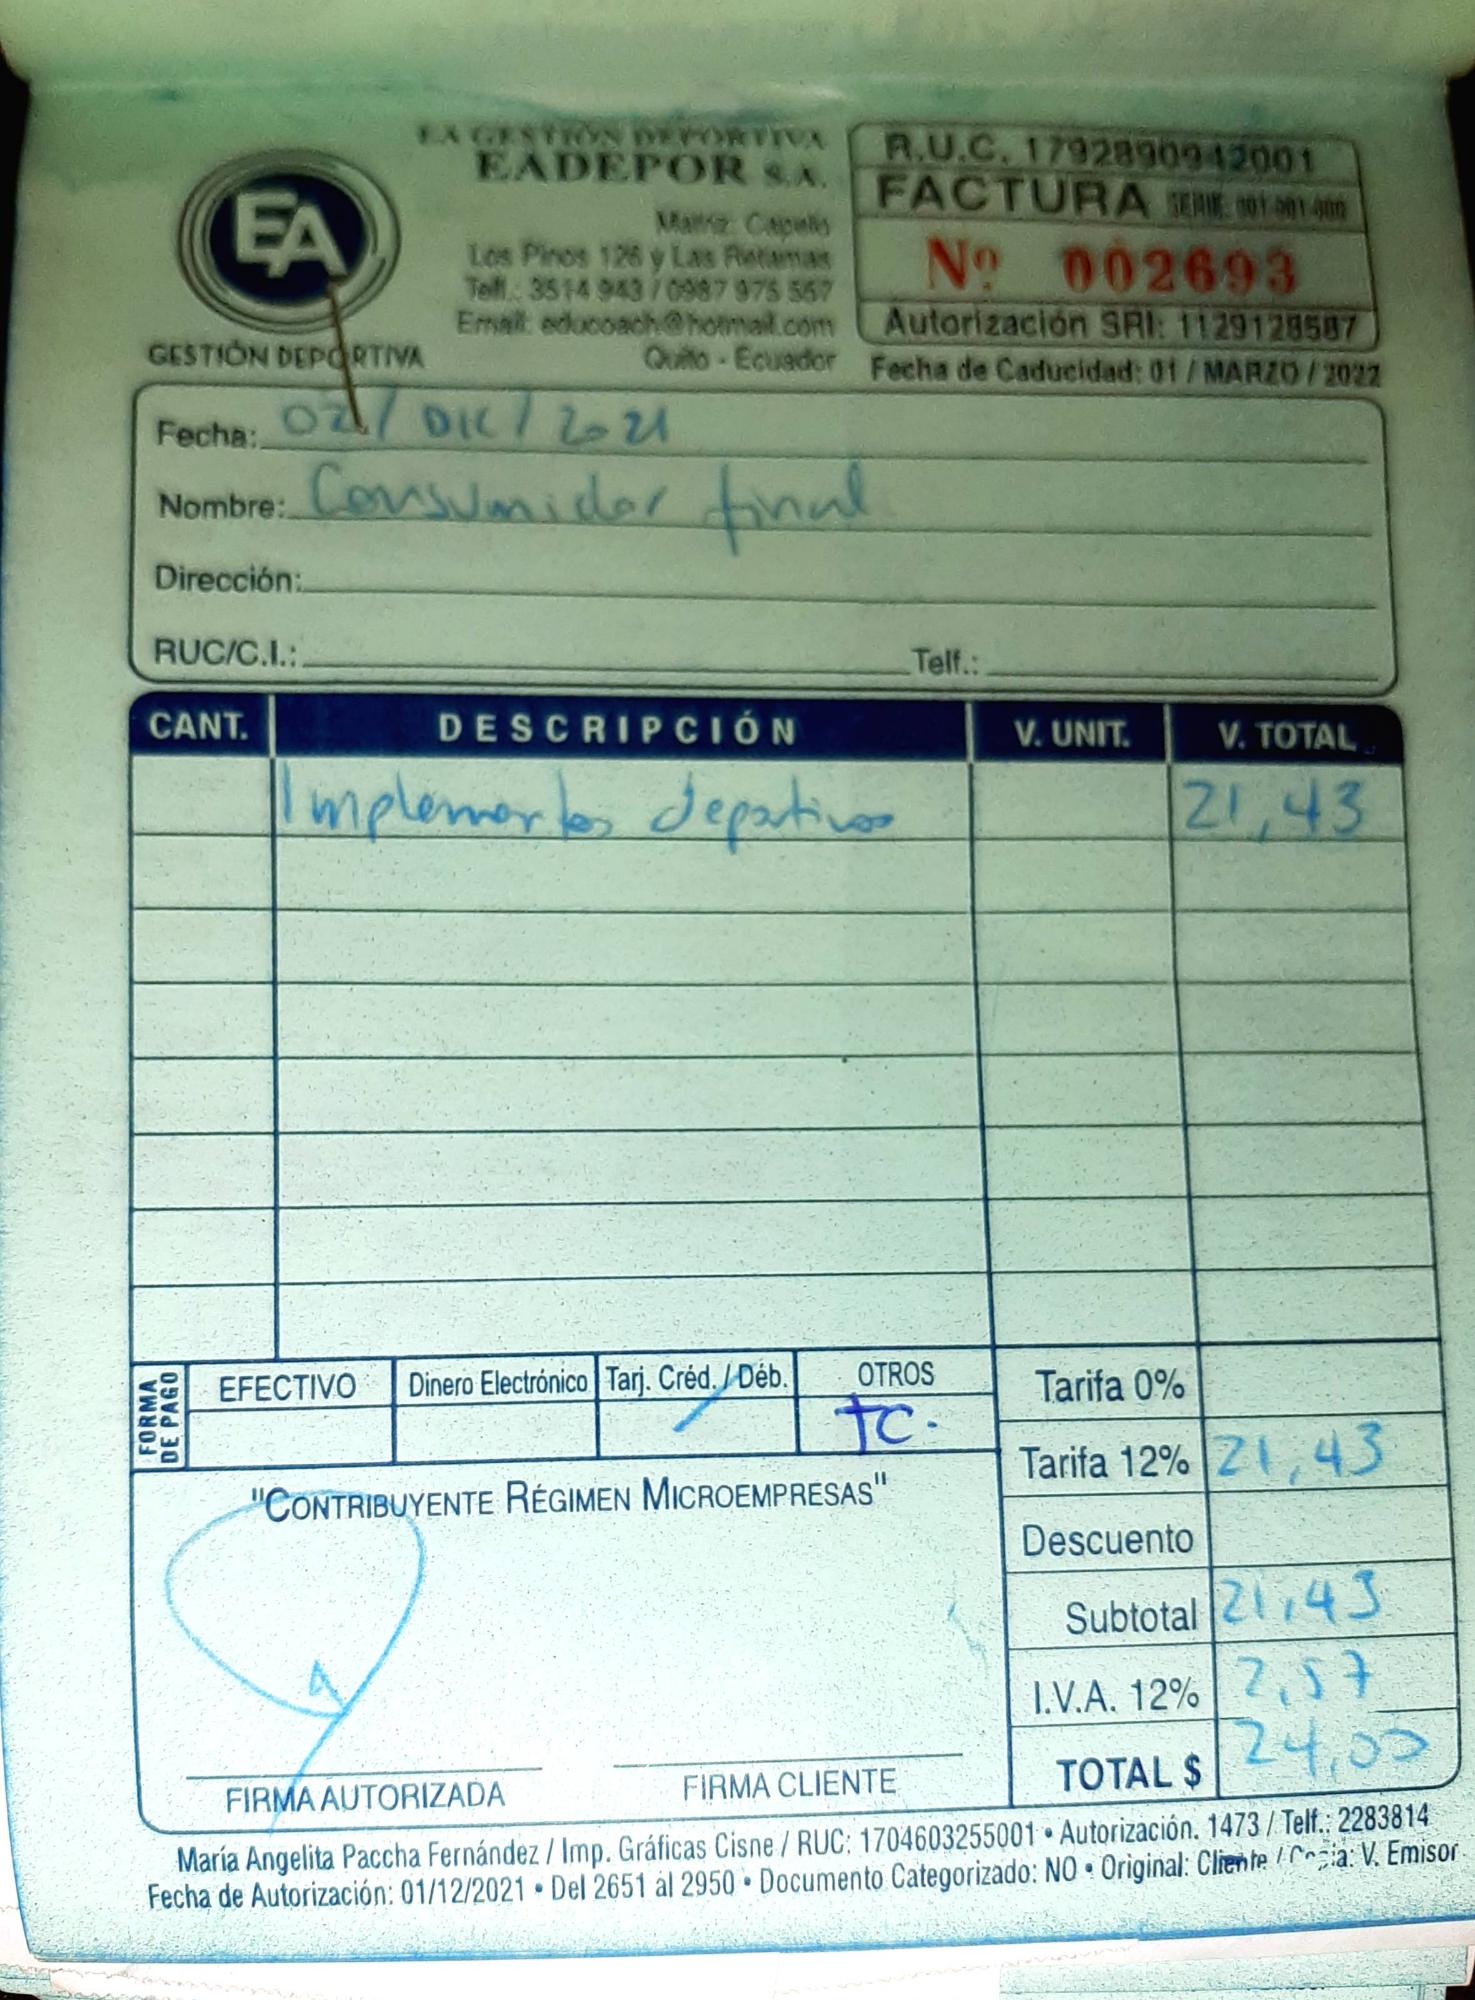 EA GESTIÓN DEPORTIVA
EADEPOR S.A.
Matriz: Capelo
Los Pinos 126 y Las Retamas
Telf.: 3514 943 / 0987 975 557
Email: educoach@hotmail.com
Quito - Ecuador
EA
GESTIÓN DEPORTIVA
R.U.C. 1792890942001
FACTURA SERIE: 001-001-000
Nº 002693
Autorización SRI: 1129128587
Fecha de Caducidad: 01 / MARZO / 2022
Fecha: 02 / DIC / 2021
Nombre: Consumidor final
Dirección:
RUC/C.I.: Telf.:
CANT. DESCRIPCIÓN V. UNIT. V. TOTAL
Implementos deportivos 21,43
FORMA DE PAGO
EFECTIVO Dinero Electrónico Tarj. Créd. / Déb. OTROS
TC.
Tarifa 0%
Tarifa 12% 21,43
Descuento
Subtotal 21,43
I.V.A. 12% 2,57
TOTAL $ 24,00
"CONTRIBUYENTE RÉGIMEN MICROEMPRESAS"
FIRMA AUTORIZADA FIRMA CLIENTE
María Angelita Paccha Fernández / Imp. Gráficas Cisne / RUC: 1704603255001 • Autorización. 1473 / Telf.: 2283814
Fecha de Autorización: 01/12/2021 • Del 2651 al 2950 • Documento Categorizado: NO • Original: Cliente / Copia: V. Emisor